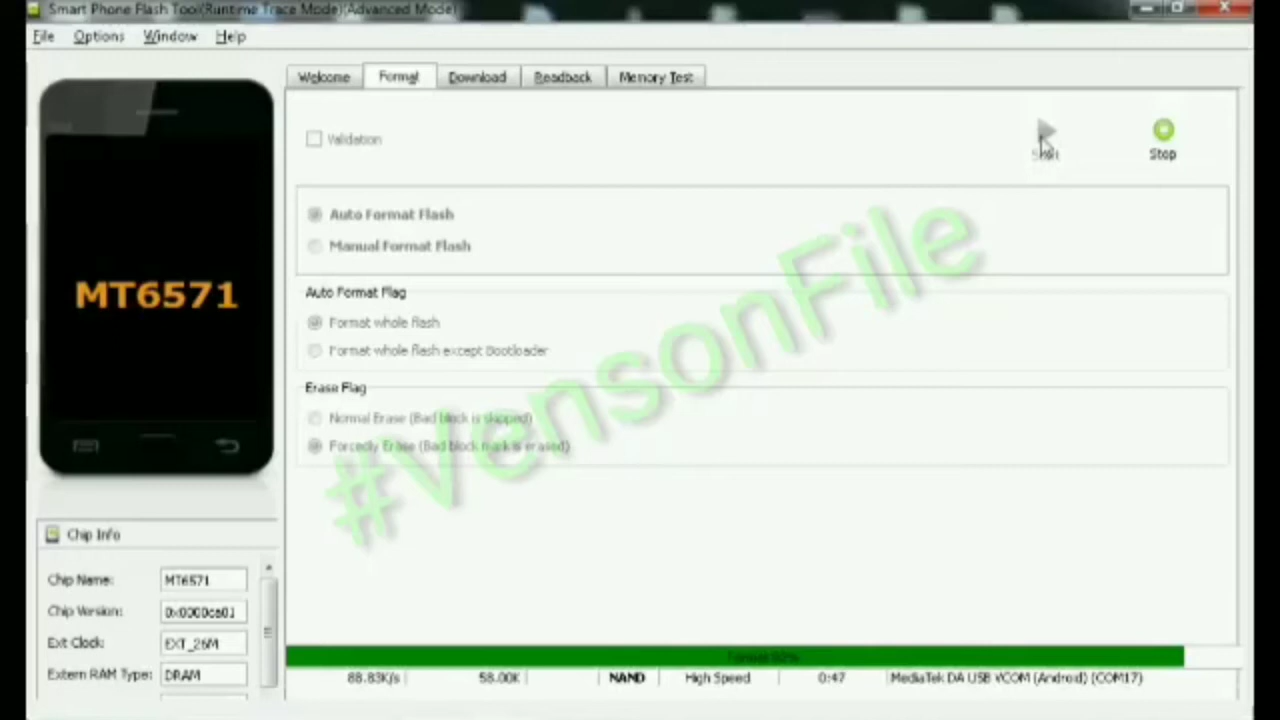 Smart Phone Flash Tool(Runtime Trace Mode)(Advanced Mode)
File Options Window Help
Welcome Format Download Readback Memory Test
Validation
Start Stop
Auto Format Flash
Manual Format Flash
MT6571
Auto Format Flag
Format whole flash
Format whole flash except Bootloader
Erase Flag
Normal Erase (Bad block is skipped)
Forcedly Erase (Bad block mark is erased)
#VensonFile
Chip Info
Chip Name: MT6571
Chip Version: 0x0000ca01
Ext Clock: EXT_26M
Extern RAM Type: DRAM
88.83K/s 58.00K NAND High Speed 0:47 MediaTek DA USB VCOM (Android) (COM17)